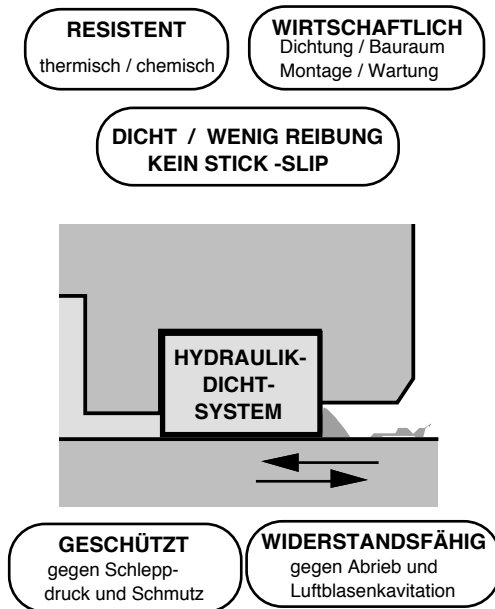 RESISTENT
thermisch / chemisch
WIRTSCHAFTLICH
Dichtung / Bauraum
Montage / Wartung
DICHT / WENIG REIBUNG
KEIN STICK -SLIP
HYDRAULIK-
DICHT-
SYSTEM
GESCHÜTZT
gegen Schlepp-
druck und Schmutz
WIDERSTANDSFÄHIG
gegen Abrieb und
Luftblasenkavitation